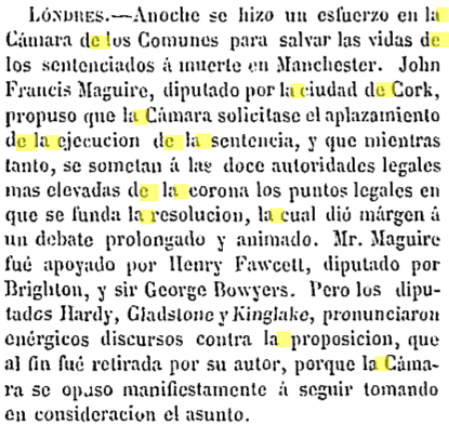 LÓNDRES.—Anoche se hizo un esfuerzo en la
Cámara de los Comunes para salvar las vidas de
los sentenciados á muerte en Manchester. John
Francis Maguire, diputado por la ciudad de Cork,
propuso que la Cámara solicitase el aplazamiento
de la ejecucion de la sentencia, y que mientras
tanto, se sometan á las doce autoridades legales
mas elevadas de la corona los puntos legales en
que se funda la resolucion, la cual dió márgen á
un debate prolongado y animado. Mr. Maguire
fué apoyado por Henry Fawcett, diputado por
Brighton, y sir George Bowyers. Pero los dipu-
tados Hardy, Gladstone y Kinglake, pronunciaron
enérgicos discursos contra la proposicion, que
al fin fué retirada por su autor, porque la Cáma-
ra se opuso manifiestamente á seguir tomando
en consideracion el asunto.